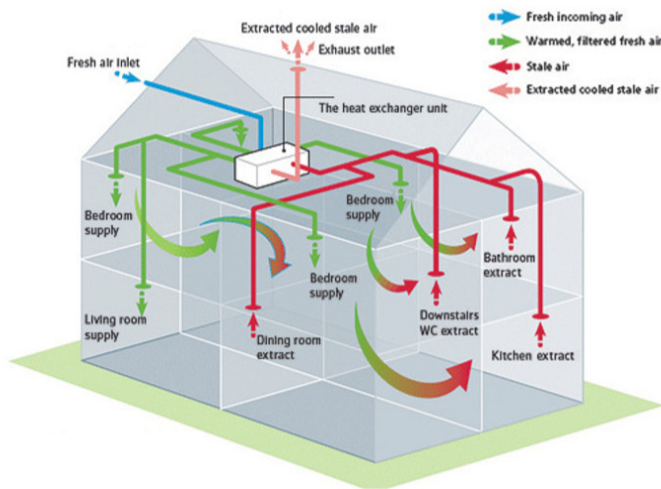 Extracted cooled stale air
Exhaust outlet
Fresh air Inlet
The heat exchanger unit
Fresh incoming air
Warmed, filtered fresh air
Stale air
Extracted cooled stale air
Bedroom
supply
Bedroom
supply
Bedroom
supply
Bathroom
extract
Living room
supply
Dining room
extract
Downstairs
WC extract
Kitchen extract